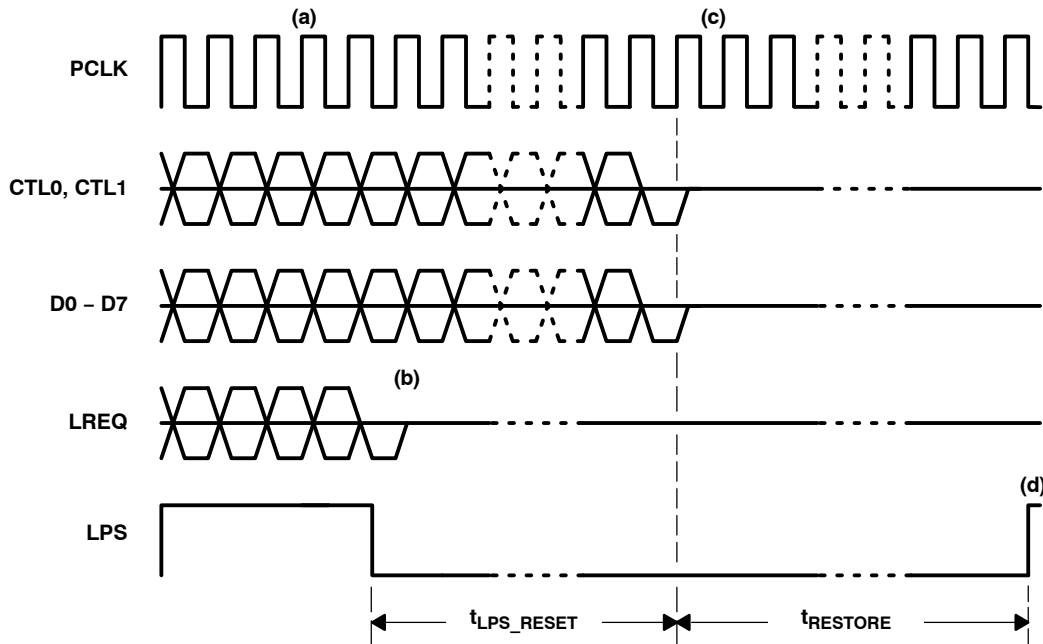 (a) (c)
PCLK
CTL0, CTL1
D0 – D7
(b)
LREQ
(d)
LPS
tLPS_RESET tRESTORE